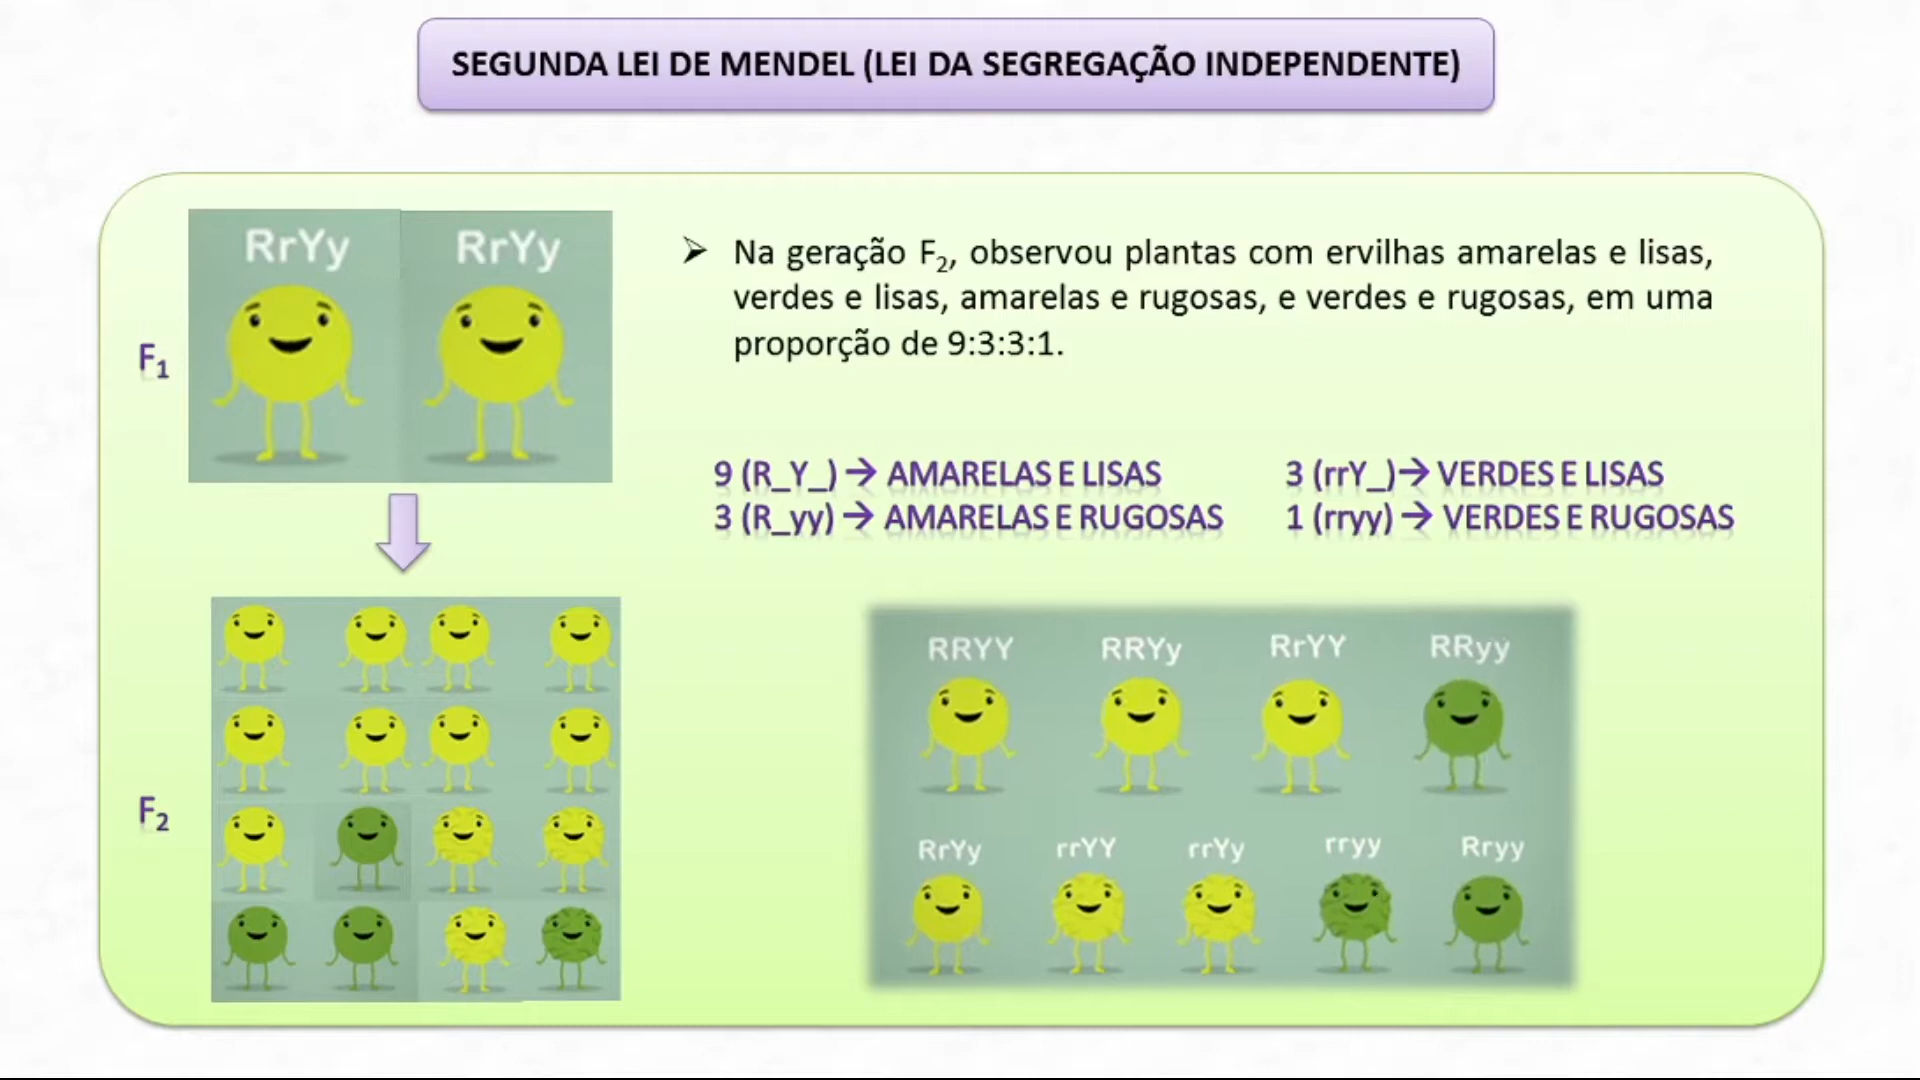 SEGUNDA LEI DE MENDEL (LEI DA SEGREGAÇÃO INDEPENDENTE)
RrYy RrYy
F₁
➢ Na geração F₂, observou plantas com ervilhas amarelas e lisas,
verdes e lisas, amarelas e rugosas, e verdes e rugosas, em uma
proporção de 9:3:3:1.
9 (R_Y_) → AMARELAS E LISAS
3 (R_yy) → AMARELAS E RUGOSAS
3 (rrY_)→ VERDES E LISAS
1 (rryy) → VERDES E RUGOSAS
F₂
RRYY RRYy RrYY RRyy
RrYy rrYY rrYy rryy Rryy